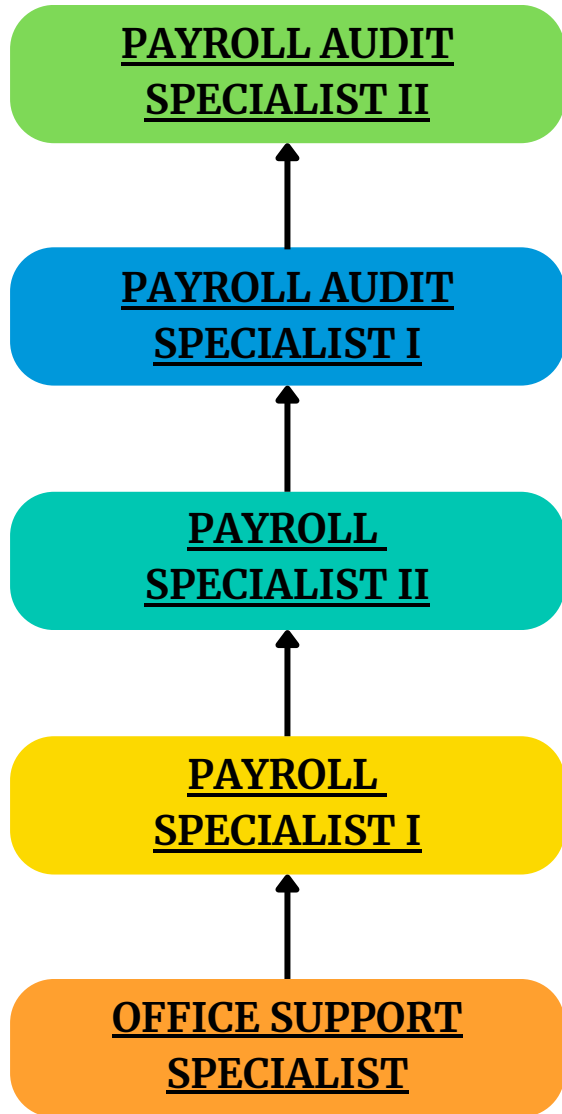 PAYROLL AUDIT
SPECIALIST II
PAYROLL AUDIT
SPECIALIST I
PAYROLL
SPECIALIST II
PAYROLL
SPECIALIST I
OFFICE SUPPORT
SPECIALIST